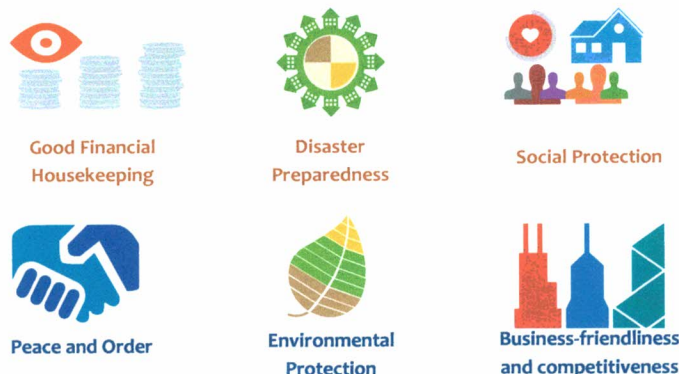 Good Financial
Housekeeping
Disaster
Preparedness
Social Protection
Peace and Order
Environmental
Protection
Business-friendliness
and competitiveness